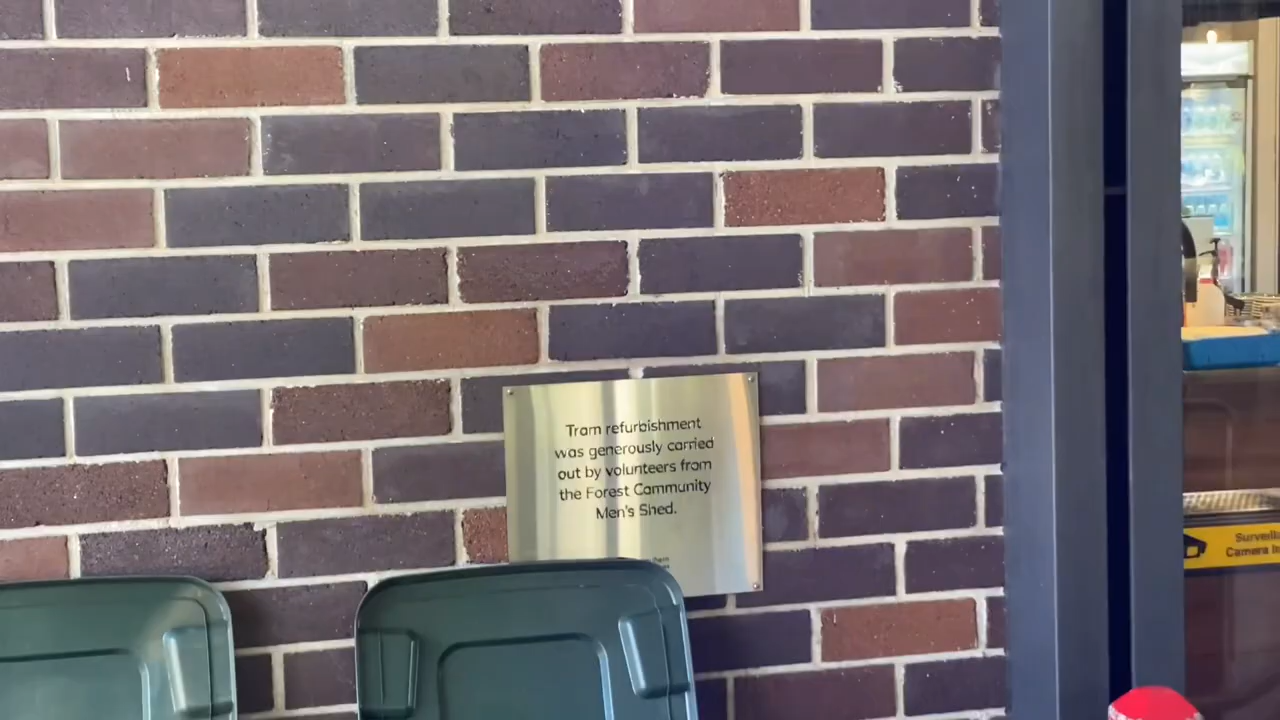 Tram refurbishment
was generously carried
out by volunteers from
the Forest Community
Men's Shed.
Surveill
Camera